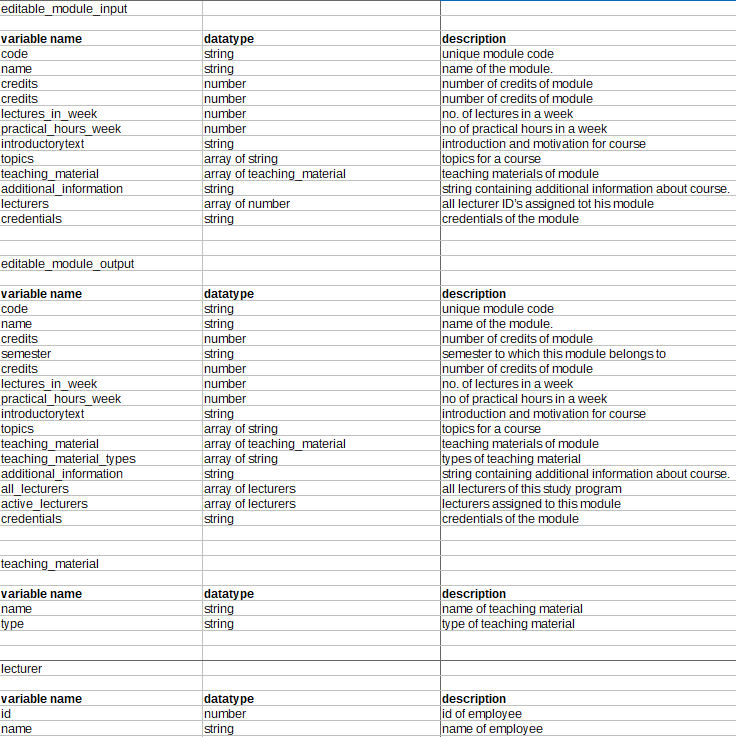 editable_module_input
variable name datatype description
code string unique module code
name string name of the module.
credits number number of credits of module
credits number number of credits of module
lectures_in_week number no. of lectures in a week
practical_hours_week number no of practical hours in a week
introductorytext string introduction and motivation for course
topics array of string topics for a course
teaching_material array of teaching_material teaching materials of module
additional_information string string containing additional information about course.
lecturers array of number all lecturer ID's assigned tot his module
credentials string credentials of the module
editable_module_output
variable name datatype description
code string unique module code
name string name of the module.
credits number number of credits of module
semester string semester to which this module belongs to
credits number number of credits of module
lectures_in_week number no. of lectures in a week
practical_hours_week number no of practical hours in a week
introductorytext string introduction and motivation for course
topics array of string topics for a course
teaching_material array of teaching_material teaching materials of module
teaching_material_types array of string types of teaching material
additional_information string string containing additional information about course.
all_lecturers array of lecturers all lecturers of this study program
active_lecturers array of lecturers lecturers assigned to this module
credentials string credentials of the module
teaching_material
variable name datatype description
name string name of teaching material
type string type of teaching material
lecturer
variable name datatype description
id number id of employee
name string name of employee